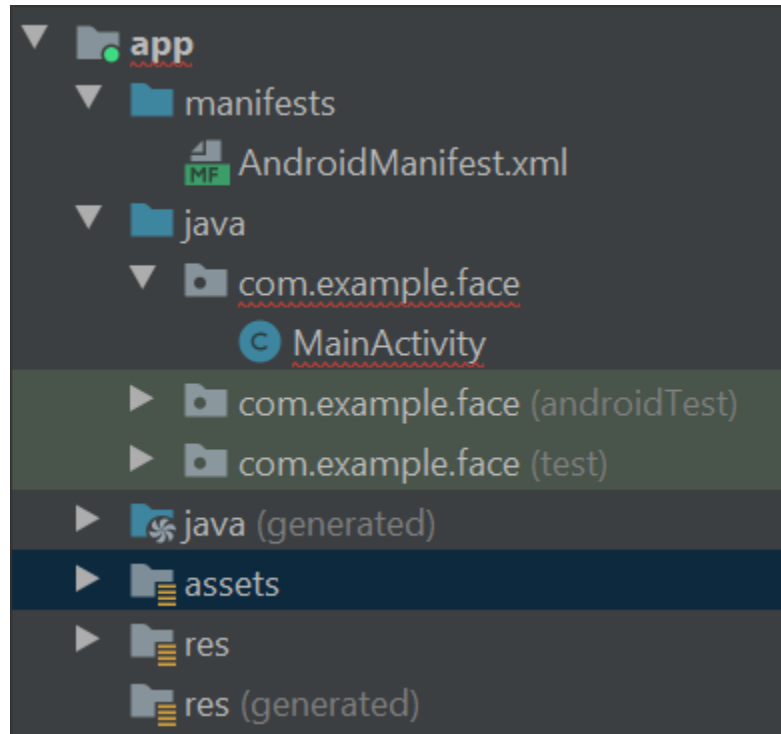 app
manifests
MF AndroidManifest.xml
java
com.example.face
C MainActivity
com.example.face (androidTest)
com.example.face (test)
java (generated)
assets
res
res (generated)